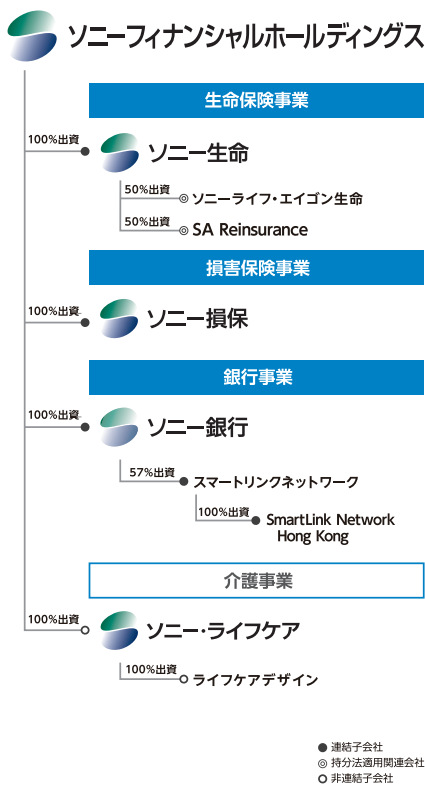 ソニーフィナンシャルホールディングス
生命保険事業
100%出資
ソニー生命
50%出資
ソニーライフ・エイゴン生命
50%出資
SA Reinsurance
損害保険事業
100%出資
ソニー損保
銀行事業
100%出資
ソニー銀行
57%出資
スマートリンクネットワーク
100%出資
SmartLink Network
Hong Kong
介護事業
100%出資
ソニー・ライフケア
100%出資
ライフケアデザイン
連結子会社
持分法適用関連会社
非連結子会社